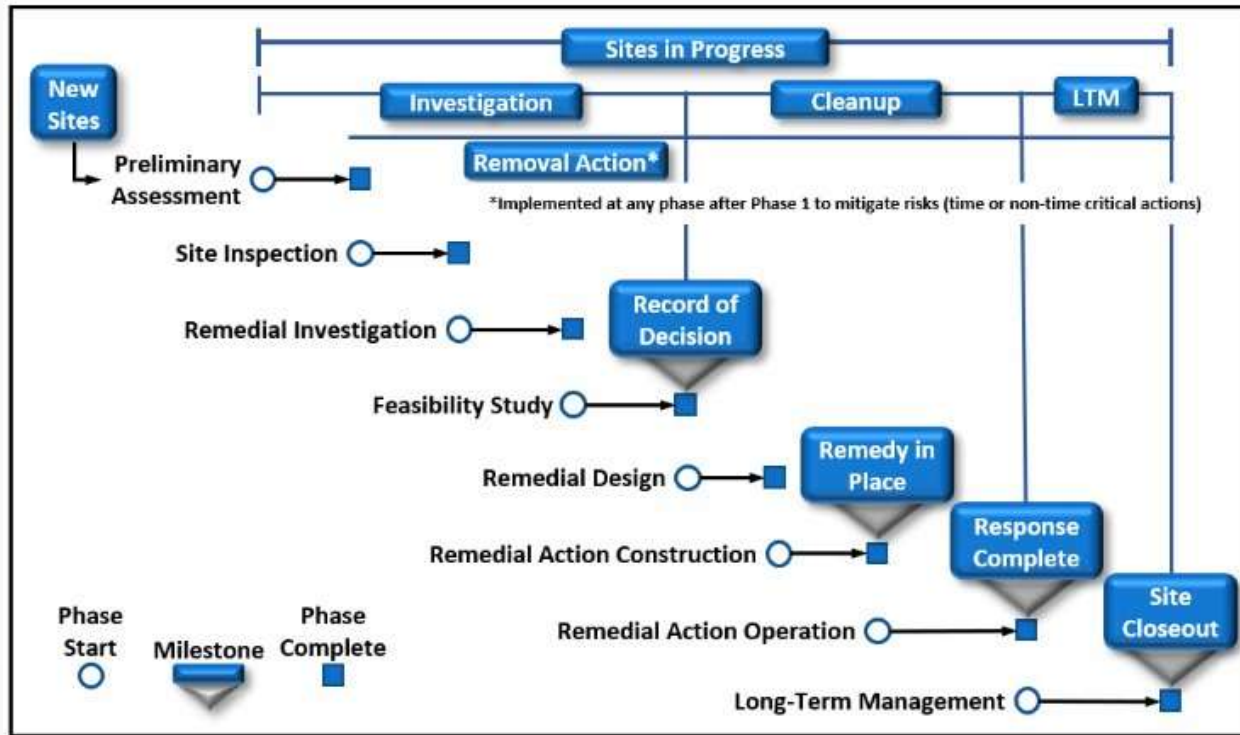 Sites in Progress
New
Sites
Investigation
Cleanup
LTM
Removal Action*
*Implemented at any phase after Phase 1 to mitigate risks (time or non-time critical actions)
Preliminary
Assessment
Site Inspection
Remedial Investigation
Record of
Decision
Feasibility Study
Remedial Design
Remedy in
Place
Remedial Action Construction
Response
Complete
Remedial Action Operation
Site
Closeout
Long-Term Management
Phase
Start
Milestone
Phase
Complete